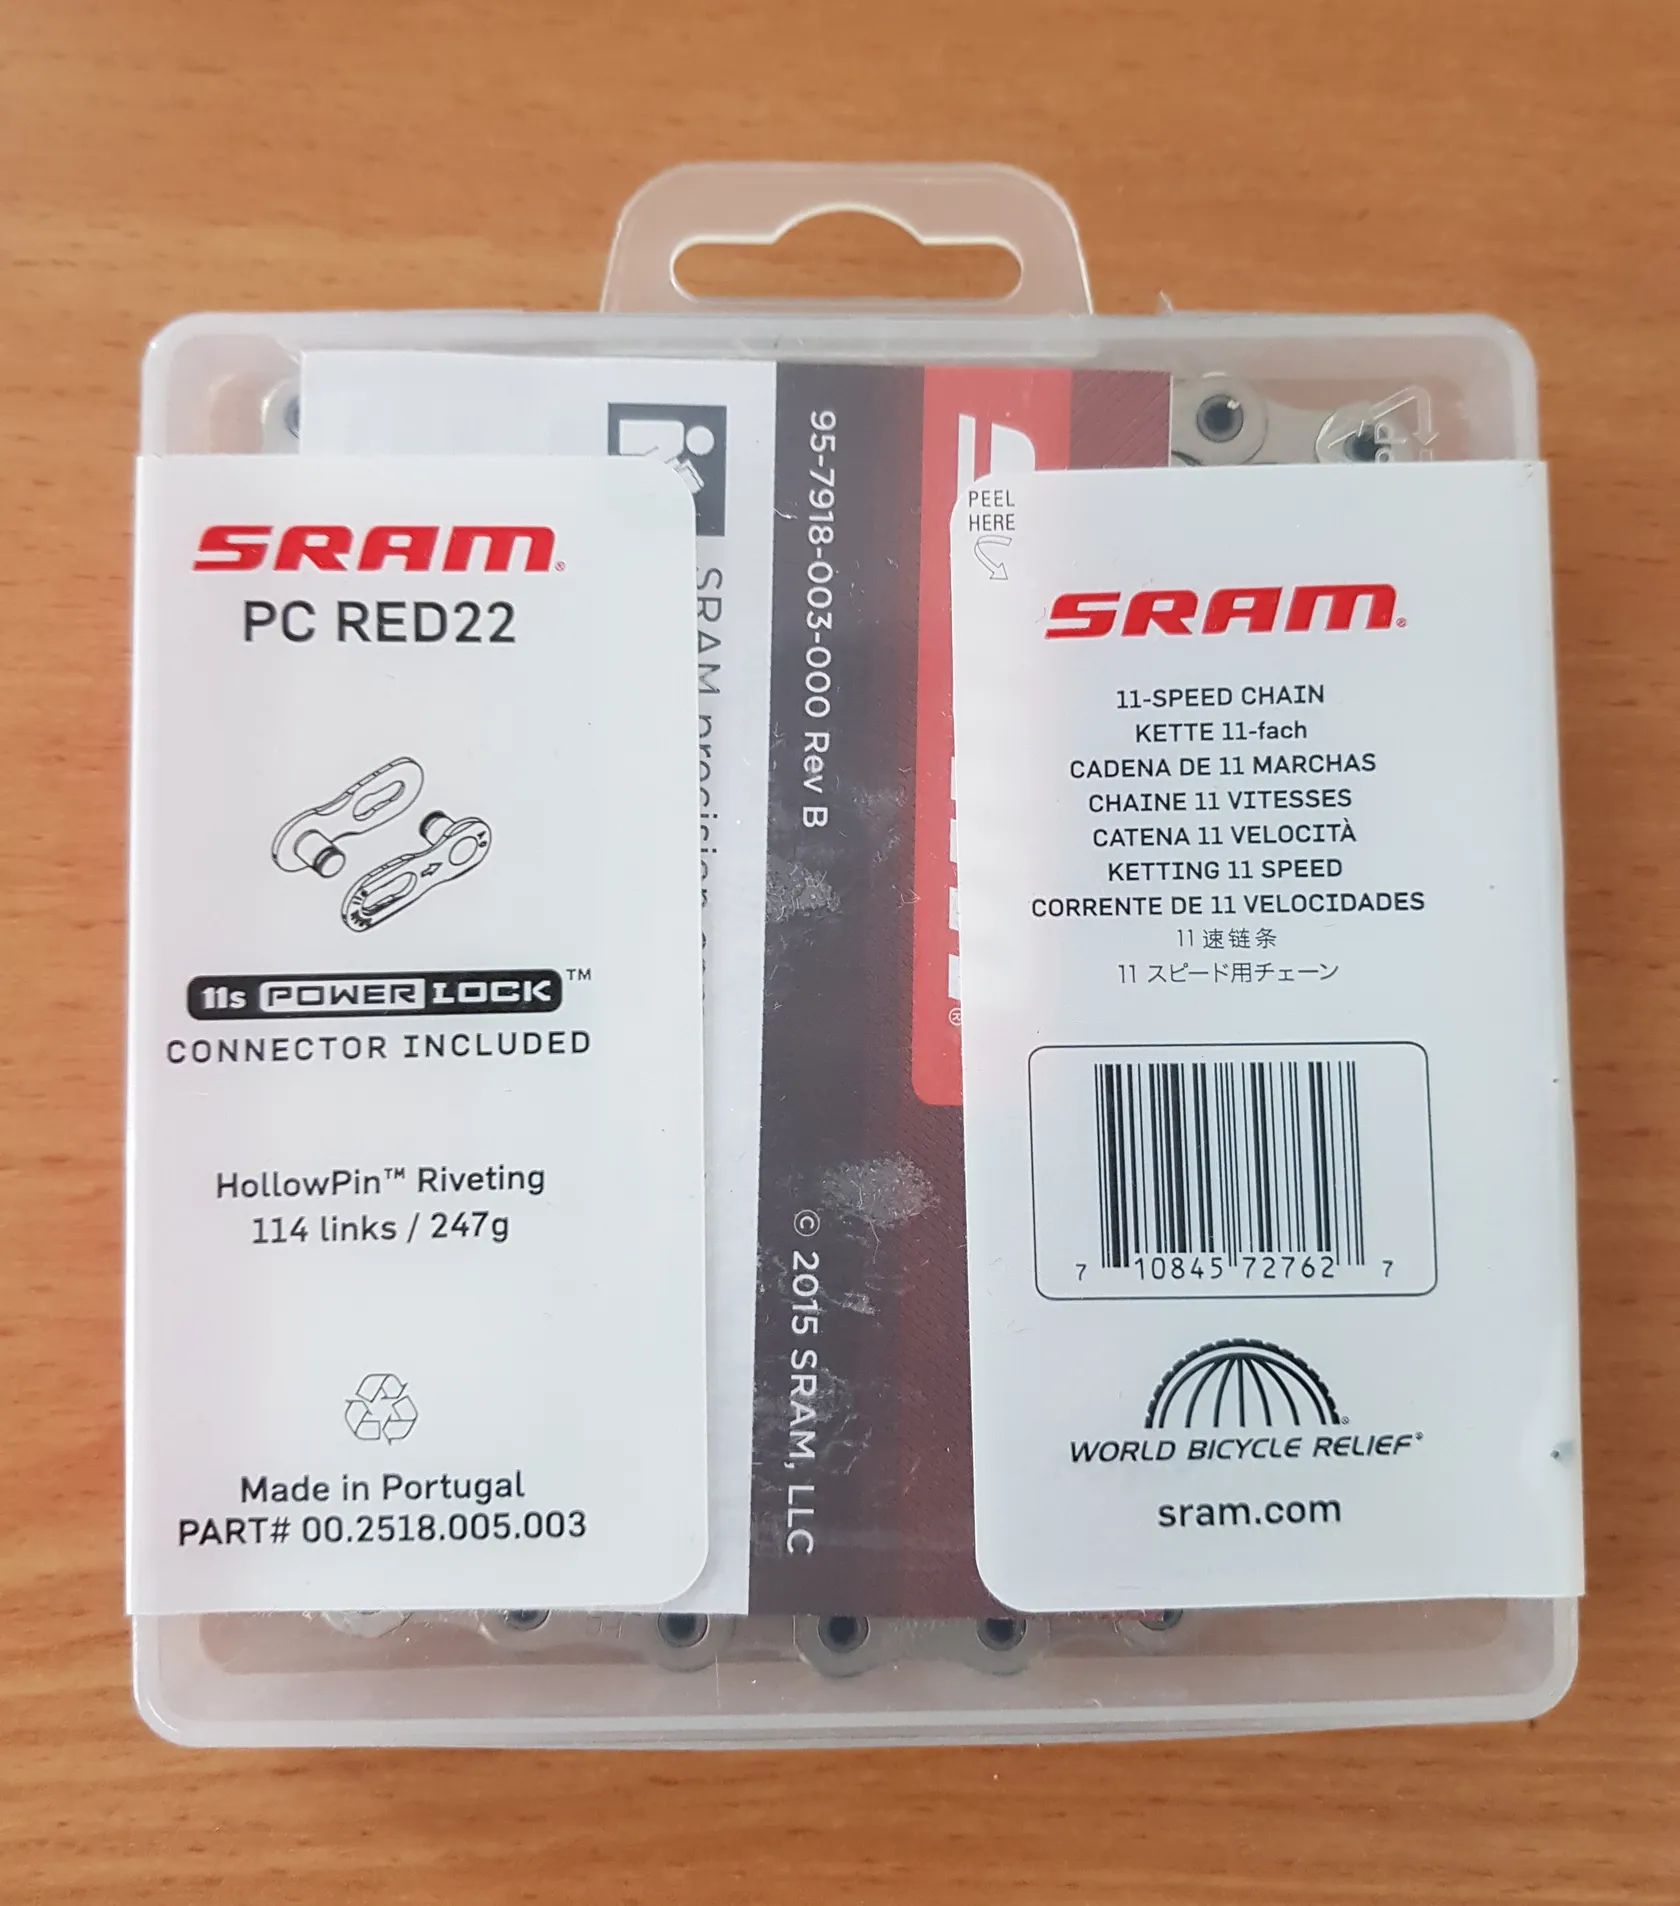 SRAM®
PC RED22
11s POWER LOCK™
CONNECTOR INCLUDED
HollowPin™ Riveting
114 links / 247g
Made in Portugal
PART# 00.2518.005.003
SRAM
95-7918-003-000 Rev B
© 2015 SRAM, LLC
®
PEEL
HERE
SRAM®
11-SPEED CHAIN
KETTE 11-fach
CADENA DE 11 MARCHAS
CHAINE 11 VITESSES
CATENA 11 VELOCITÀ
KETTING 11 SPEED
CORRENTE DE 11 VELOCIDADES
11 速链条
11 スピード用チェーン
7 10845 72762 7
WORLD BICYCLE RELIEF®
sram.com